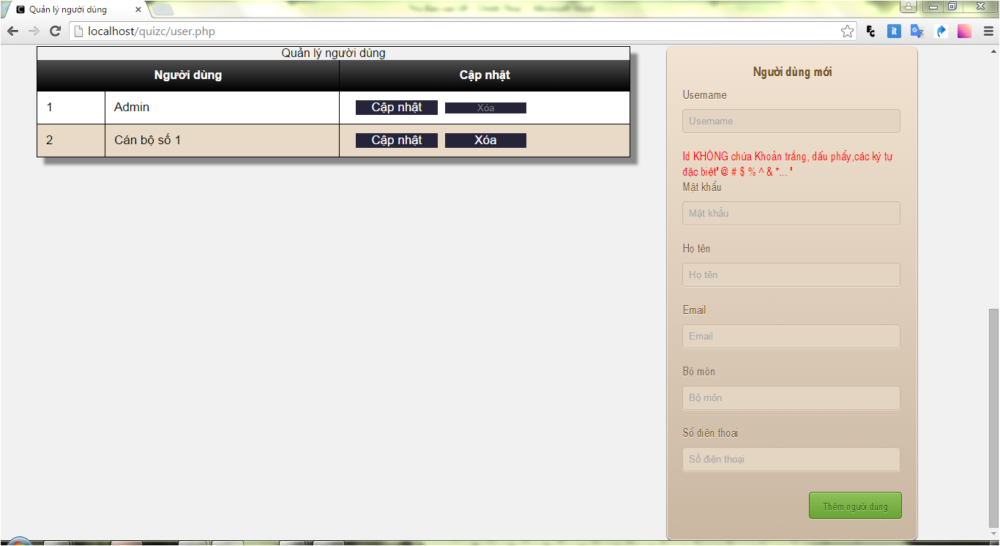 Quản lý người dùng
localhost/quizc/user.php
Quản lý người dùng
Người dùng Cập nhật
1 Admin Cập nhật Xóa
2 Cán bộ số 1 Cập nhật Xóa
Người dùng mới
Username
Username
Id KHÔNG chứa Khoản trắng, dấu phẩy,các ký tự
đặc biệt"@ # $ % ^ & *... "
Mật khẩu
Mật khẩu
Họ tên
Họ tên
Email
Email
Bộ môn
Bộ môn
Số điện thoại
Số điện thoại
Thêm người dùng